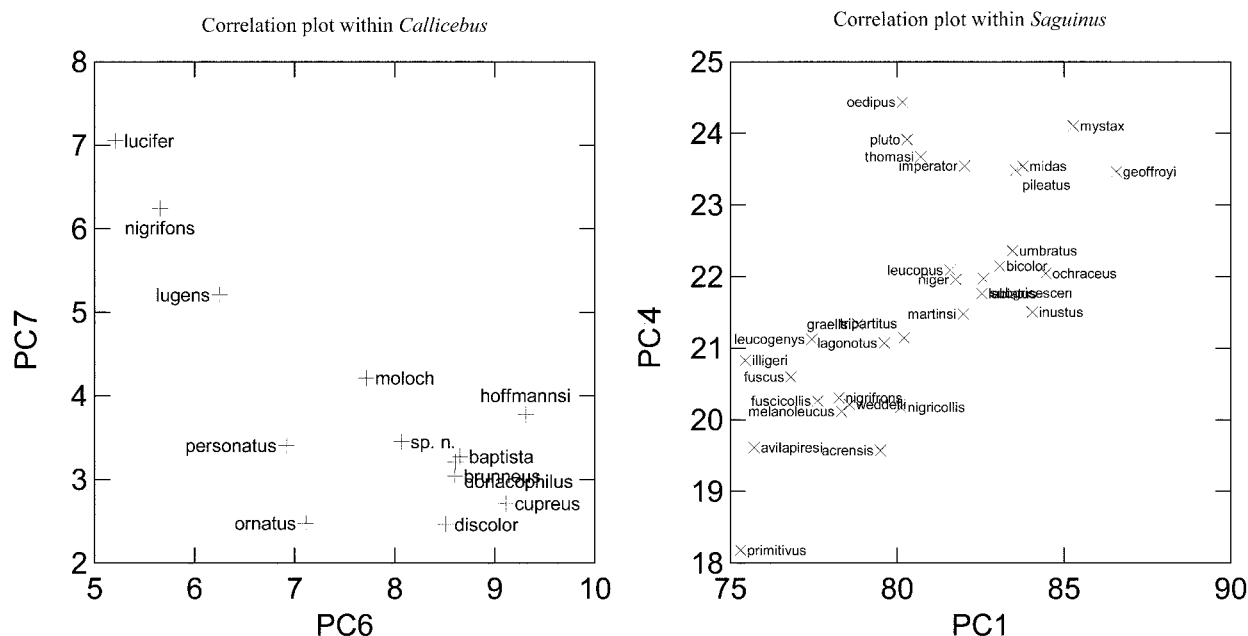 Correlation plot within Callicebus
8
7
6
5
4
3
2
PC7
lucifer
nigrifons
lugens
moloch
hoffmannsi
personatus
sp. n.
baptista
brunneus
donacophilus
cupreus
ornatus
discolor
5 6 7 8 9 10
PC6
Correlation plot within Saguinus
25
24
23
22
21
20
19
18
PC4
oedipus
mystax
pluto
thomasi
imperator
midas
pileatus
geoffroyi
umbratus
bicolor
leucopus
niger
ochraceus
martinsi
inustus
graellsi
tripartitus
leucogenys
lagonotus
illigeri
fuscus
fuscicollis
nigrifrons
melanoleucus
weddelli
nigricollis
avilapiresi
acrensis
primitivus
75 80 85 90
PC1